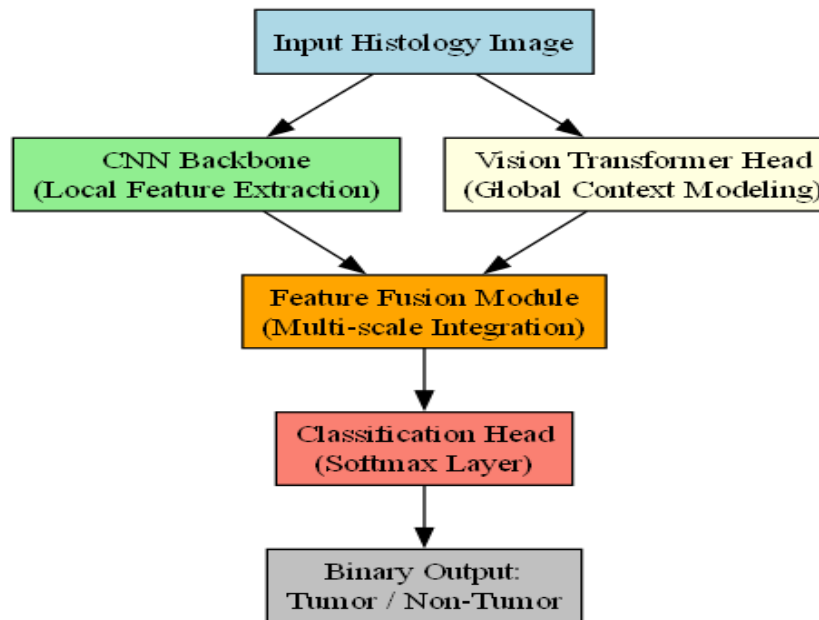 Input Histology Image
CNN Backbone
(Local Feature Extraction)
Vision Transformer Head
(Global Context Modeling)
Feature Fusion Module
(Multi-scale Integration)
Classification Head
(Softmax Layer)
Binary Output:
Tumor / Non-Tumor